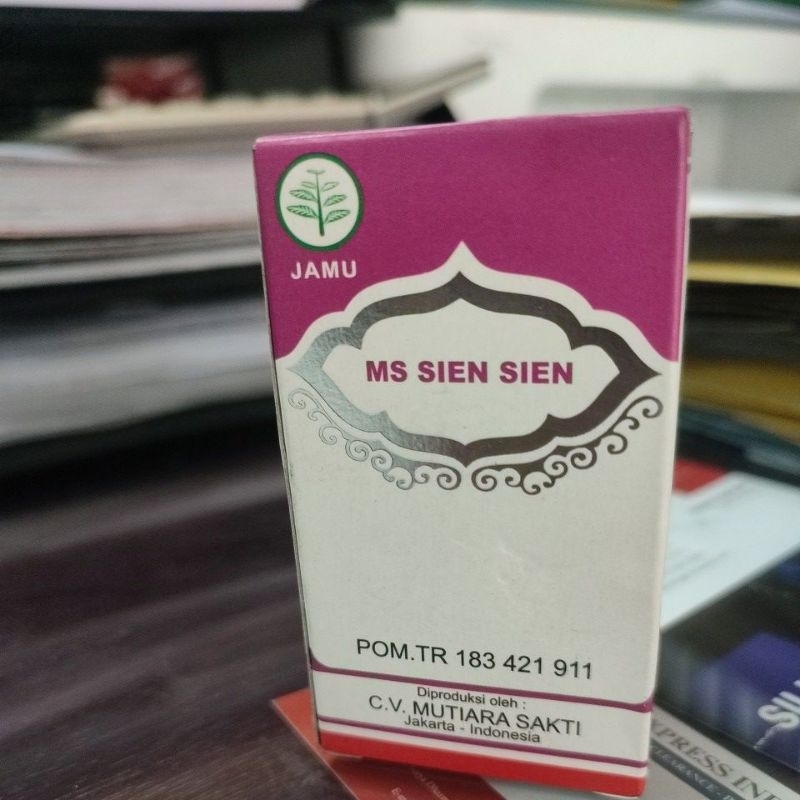 JAMU
MS SIEN SIEN
POM.TR 183 421 911
Diproduksi oleh :
C.V. MUTIARA SAKTI
Jakarta - Indonesia